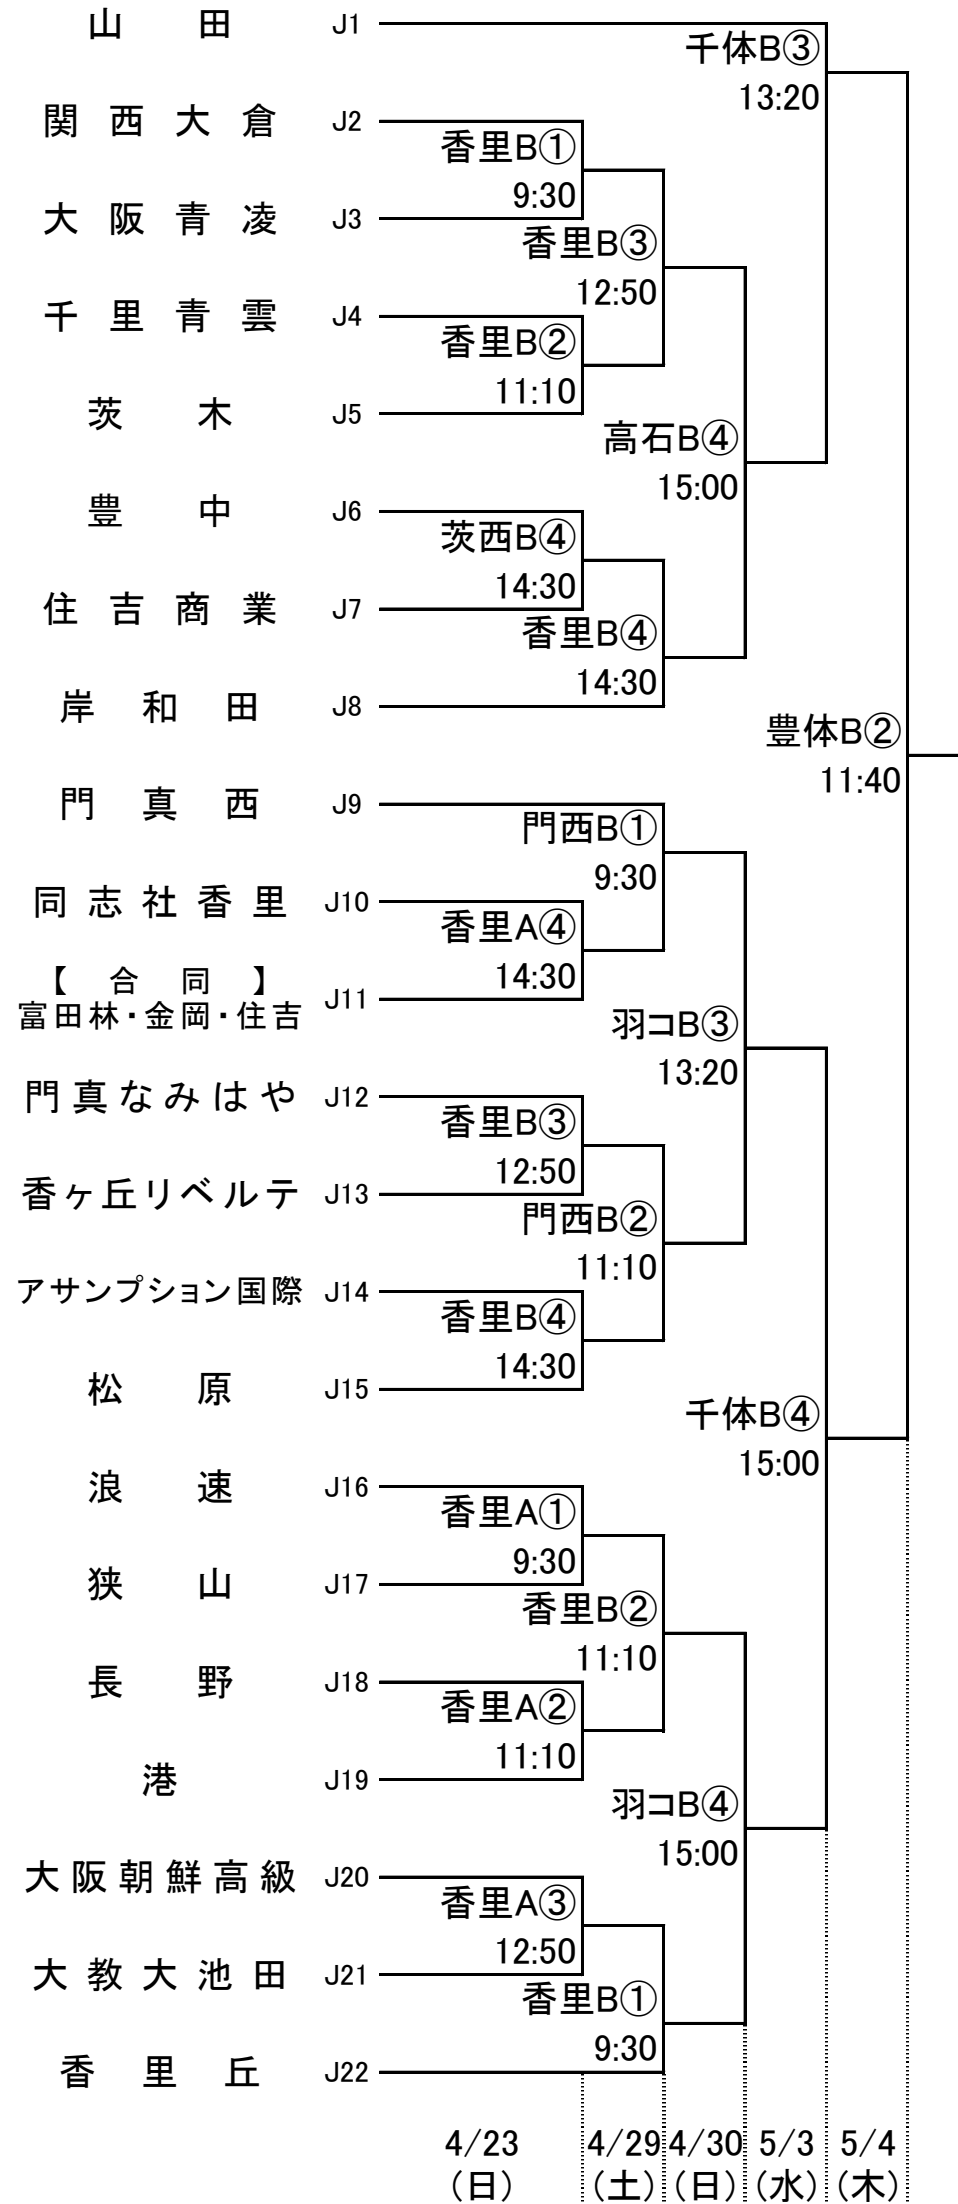 山田 J1
千体B③
13:20
関西大倉 J2
香里B①
9:30
大阪青凌 J3
香里B③
12:50
千里青雲 J4
香里B②
11:10
茨木 J5
高石B④
15:00
豊中 J6
茨西B④
14:30
住吉商業 J7
香里B④
14:30
岸和田 J8
豊体B②
11:40
門真西 J9
門西B①
9:30
同志社香里 J10
香里A④
14:30
【合同】
富田林・金岡・住吉 J11
羽コB③
13:20
門真なみはや J12
香里B③
12:50
香ヶ丘リベルテ J13
門西B②
11:10
アサンプション国際 J14
香里B④
14:30
松原 J15
千体B④
15:00
浪速 J16
香里A①
9:30
狭山 J17
香里B②
11:10
長野 J18
香里A②
11:10
港 J19
羽コB④
15:00
大阪朝鮮高級 J20
香里A③
12:50
大教大池田 J21
香里B①
9:30
香里丘 J22
4/23 4/29 4/30 5/3 5/4
(日) (土) (日) (水) (木)